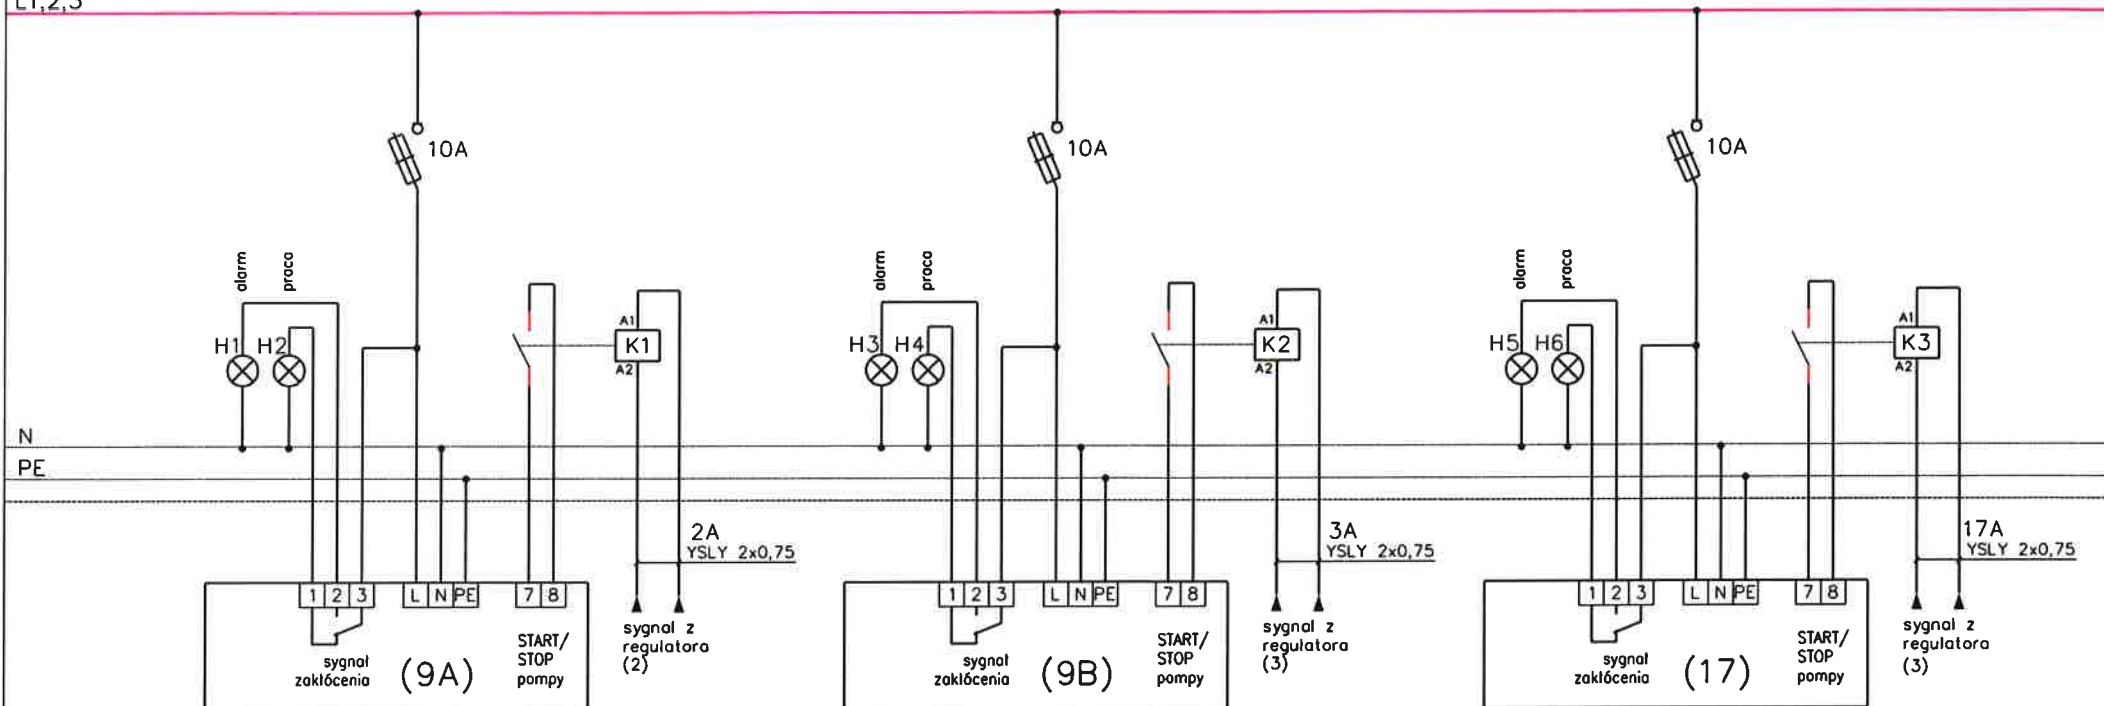 L1,2,3
10A
10A
10A
alarm
praca
alarm
praca
alarm
praca
H1
H2
A1
K1
A2
H3
H4
A1
K2
A2
H5
H6
A1
K3
A2
N
PE
2A
YSLY 2x0,75
3A
YSLY 2x0,75
17A
YSLY 2x0,75
1 2 3 L N PE 7 8
sygnał
zakłócenia
(9A)
START/
STOP
pompy
sygnal z
regulatora
(2)
1 2 3 L N PE 7 8
sygnał
zakłócenia
(9B)
START/
STOP
pompy
sygnal z
regulatora
(3)
1 2 3 L N PE 7 8
sygnał
zakłócenia
(17)
START/
STOP
pompy
sygnal z
regulatora
(3)